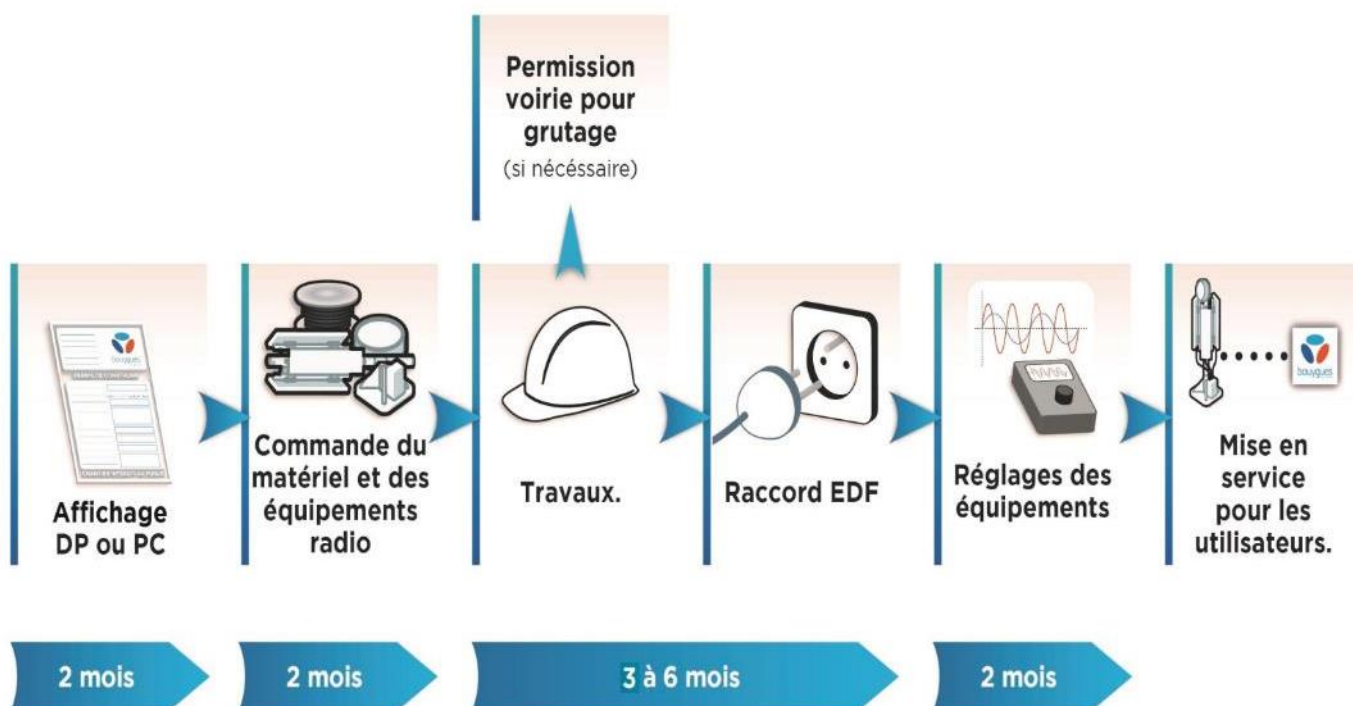 Permission
voirie pour
grutage
(si nécéssaire)
bouygues
Affichage
DP ou PC
Commande du
matériel et des
équipements
radio
Travaux.
Raccord EDF
Réglages des
équipements
bouygues
Mise en
service
pour les
utilisateurs.
2 mois
2 mois
3 à 6 mois
2 mois